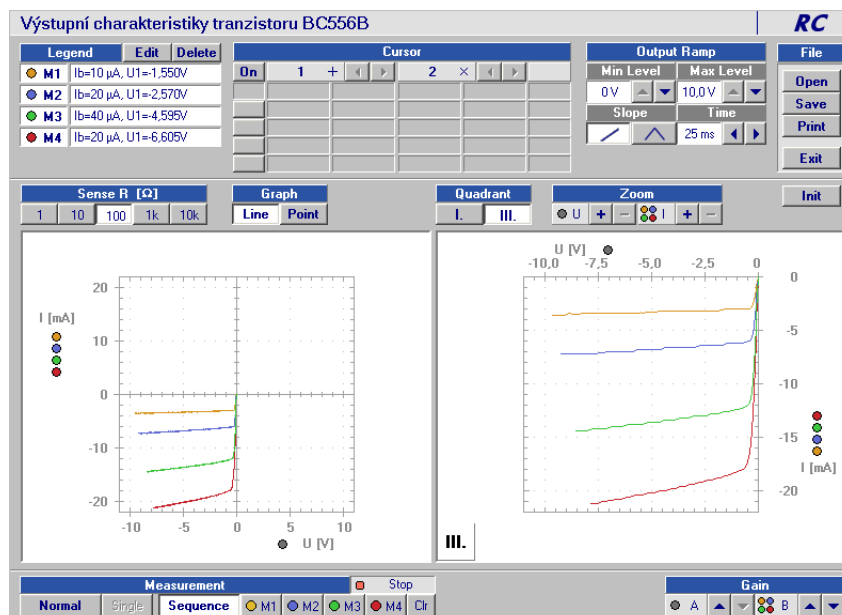 Výstupní charakteristiky tranzistoru BC556B
RC
Legend Edit Delete
M1 Ib=10 µA, U1=-1,550V
M2 Ib=20 µA, U1=-2,570V
M3 Ib=40 µA, U1=-4,595V
M4 Ib=20 µA, U1=-6,605V
Cursor
On 1 + 2 ×
Output Ramp
Min Level Max Level
0 V 10,0 V
Slope Time
25 ms
File
Open
Save
Print
Exit
Init
Sense R [Ω]
1 10 100 1k 10k
Graph
Line Point
Quadrant
I. III.
Zoom
U + − I + −
I [mA]
20
10
0
-10
-20
-10 -5 0 5 10
U [V]
U [V]
-10,0 -7,5 -5,0 -2,5 0
0
-5
-10
-15
-20
I [mA]
III.
Measurement
Stop
Normal Single Sequence M1 M2 M3 M4 Clr
Gain
A B